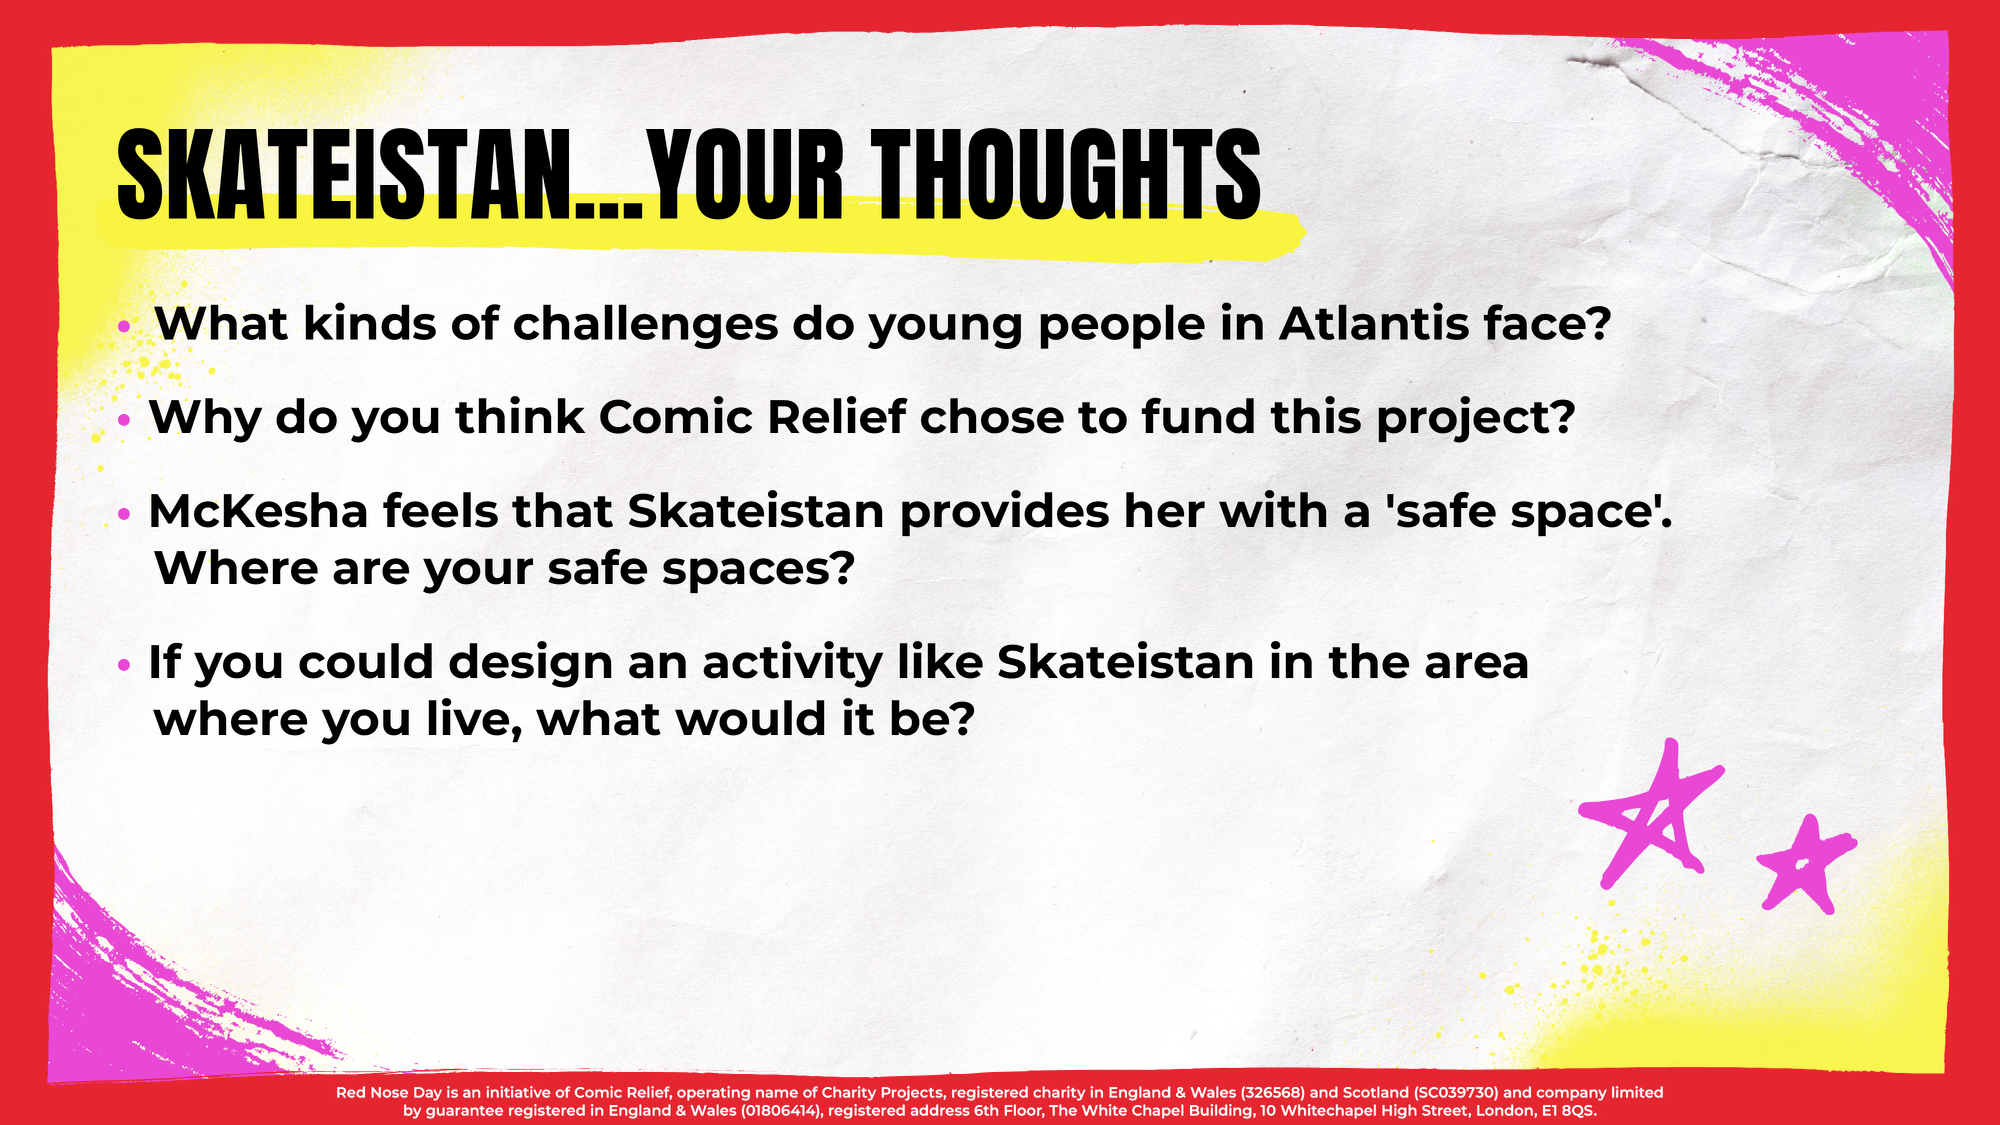 SKATEISTAN...YOUR THOUGHTS
• What kinds of challenges do young people in Atlantis face?
• Why do you think Comic Relief chose to fund this project?
• McKesha feels that Skateistan provides her with a 'safe space'.
Where are your safe spaces?
• If you could design an activity like Skateistan in the area
where you live, what would it be?
Red Nose Day is an initiative of Comic Relief, operating name of Charity Projects, registered charity in England & Wales (326568) and Scotland (SC039730) and company limited
by guarantee registered in England & Wales (01806414), registered address 6th Floor, The White Chapel Building, 10 Whitechapel High Street, London, E1 8QS.